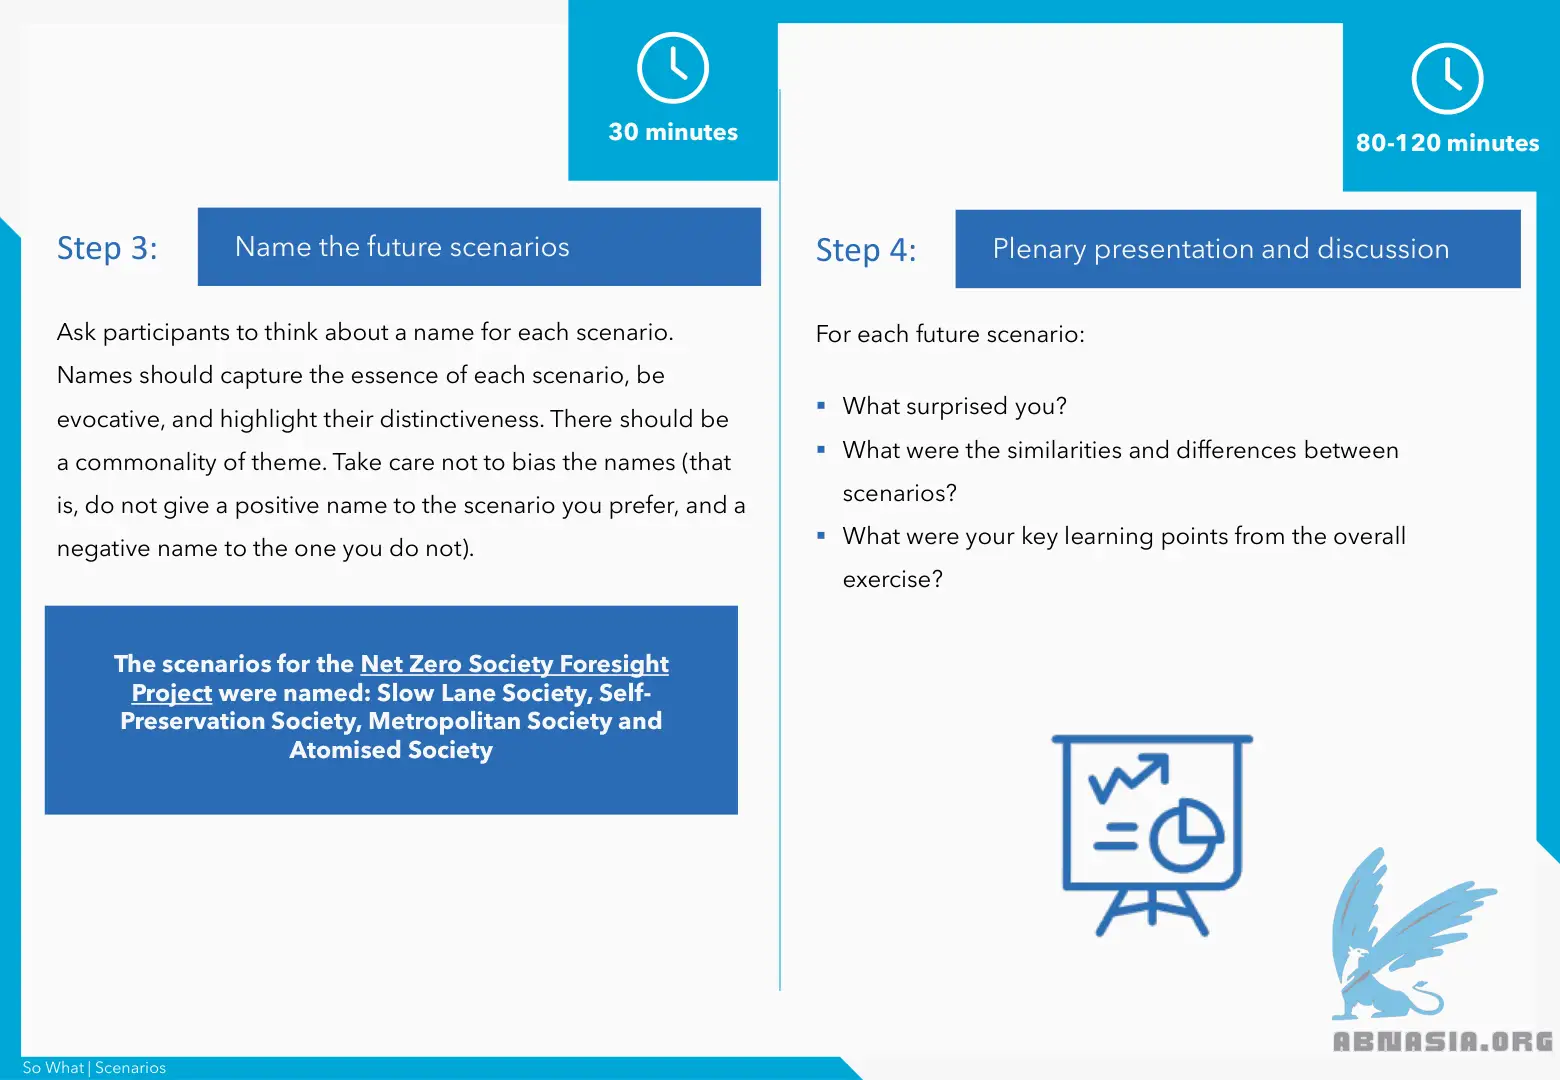 30 minutes
Step 3:
Name the future scenarios
Ask participants to think about a name for each scenario.
Names should capture the essence of each scenario, be
evocative, and highlight their distinctiveness. There should be
a commonality of theme. Take care not to bias the names (that
is, do not give a positive name to the scenario you prefer, and a
negative name to the one you do not).
The scenarios for the Net Zero Society Foresight
Project were named: Slow Lane Society, Self-
Preservation Society, Metropolitan Society and
Atomised Society
80-120 minutes
Step 4:
Plenary presentation and discussion
For each future scenario:
▪ What surprised you?
▪ What were the similarities and differences between
scenarios?
▪ What were your key learning points from the overall
exercise?
ABNASIA.ORG
So What | Scenarios